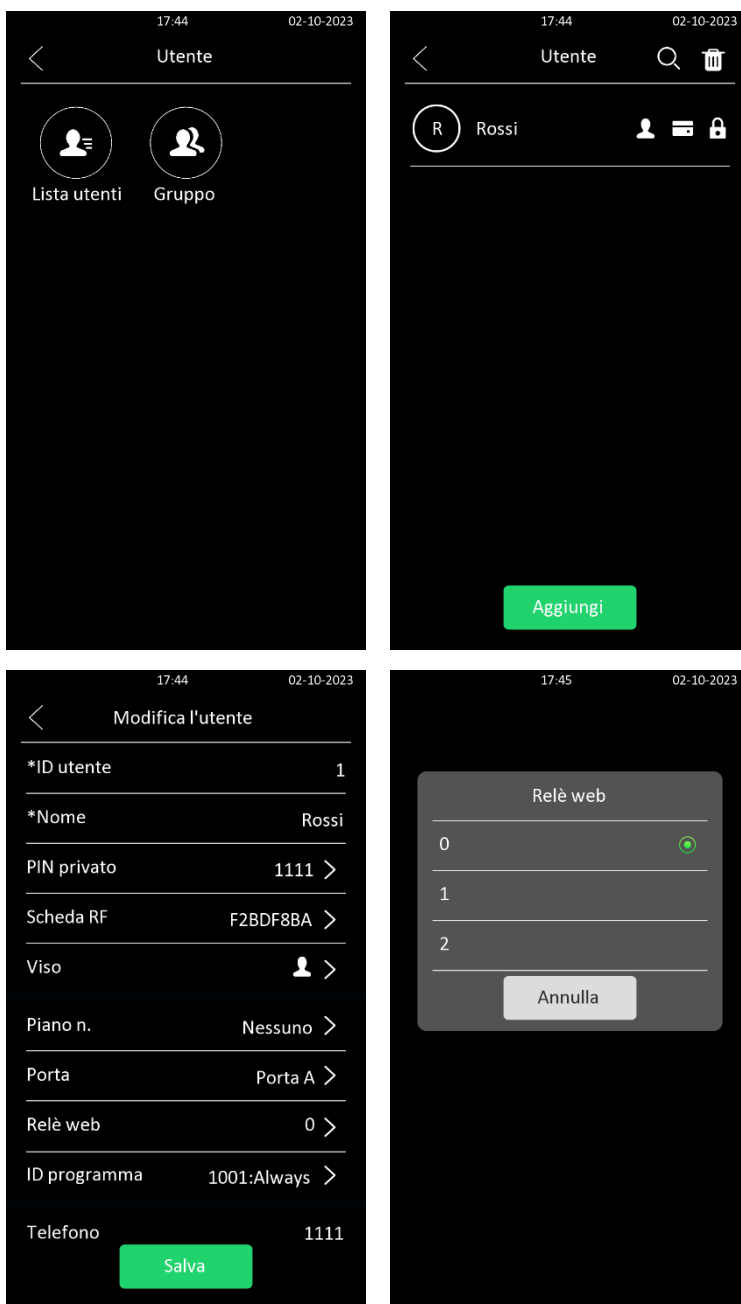 17:44 02-10-2023
Utente
Lista utenti Gruppo
17:44 02-10-2023
Utente
R Rossi
Aggiungi
17:44 02-10-2023
Modifica l'utente
*ID utente 1
*Nome Rossi
PIN privato 1111
Scheda RF F2BDF8BA
Viso
Piano n. Nessuno
Porta Porta A
Relè web 0
ID programma 1001:Always
Telefono 1111
Salva
17:45 02-10-2023
Relè web
0
1
2
Annulla